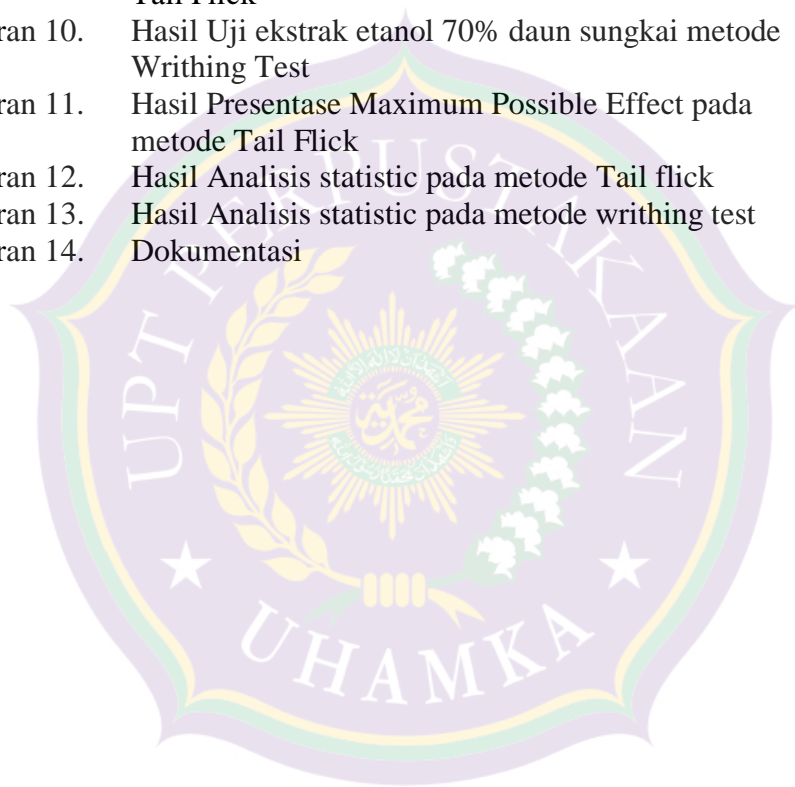 Tail Flick
ran 10. Hasil Uji ekstrak etanol 70% daun sungkai metode
Writhing Test
ran 11. Hasil Presentase Maximum Possible Effect pada
metode Tail Flick
ran 12. Hasil Analisis statistic pada metode Tail flick
ran 13. Hasil Analisis statistic pada metode writhing test
ran 14. Dokumentasi
UPT PERPUSTAKAAN
UHAMKA